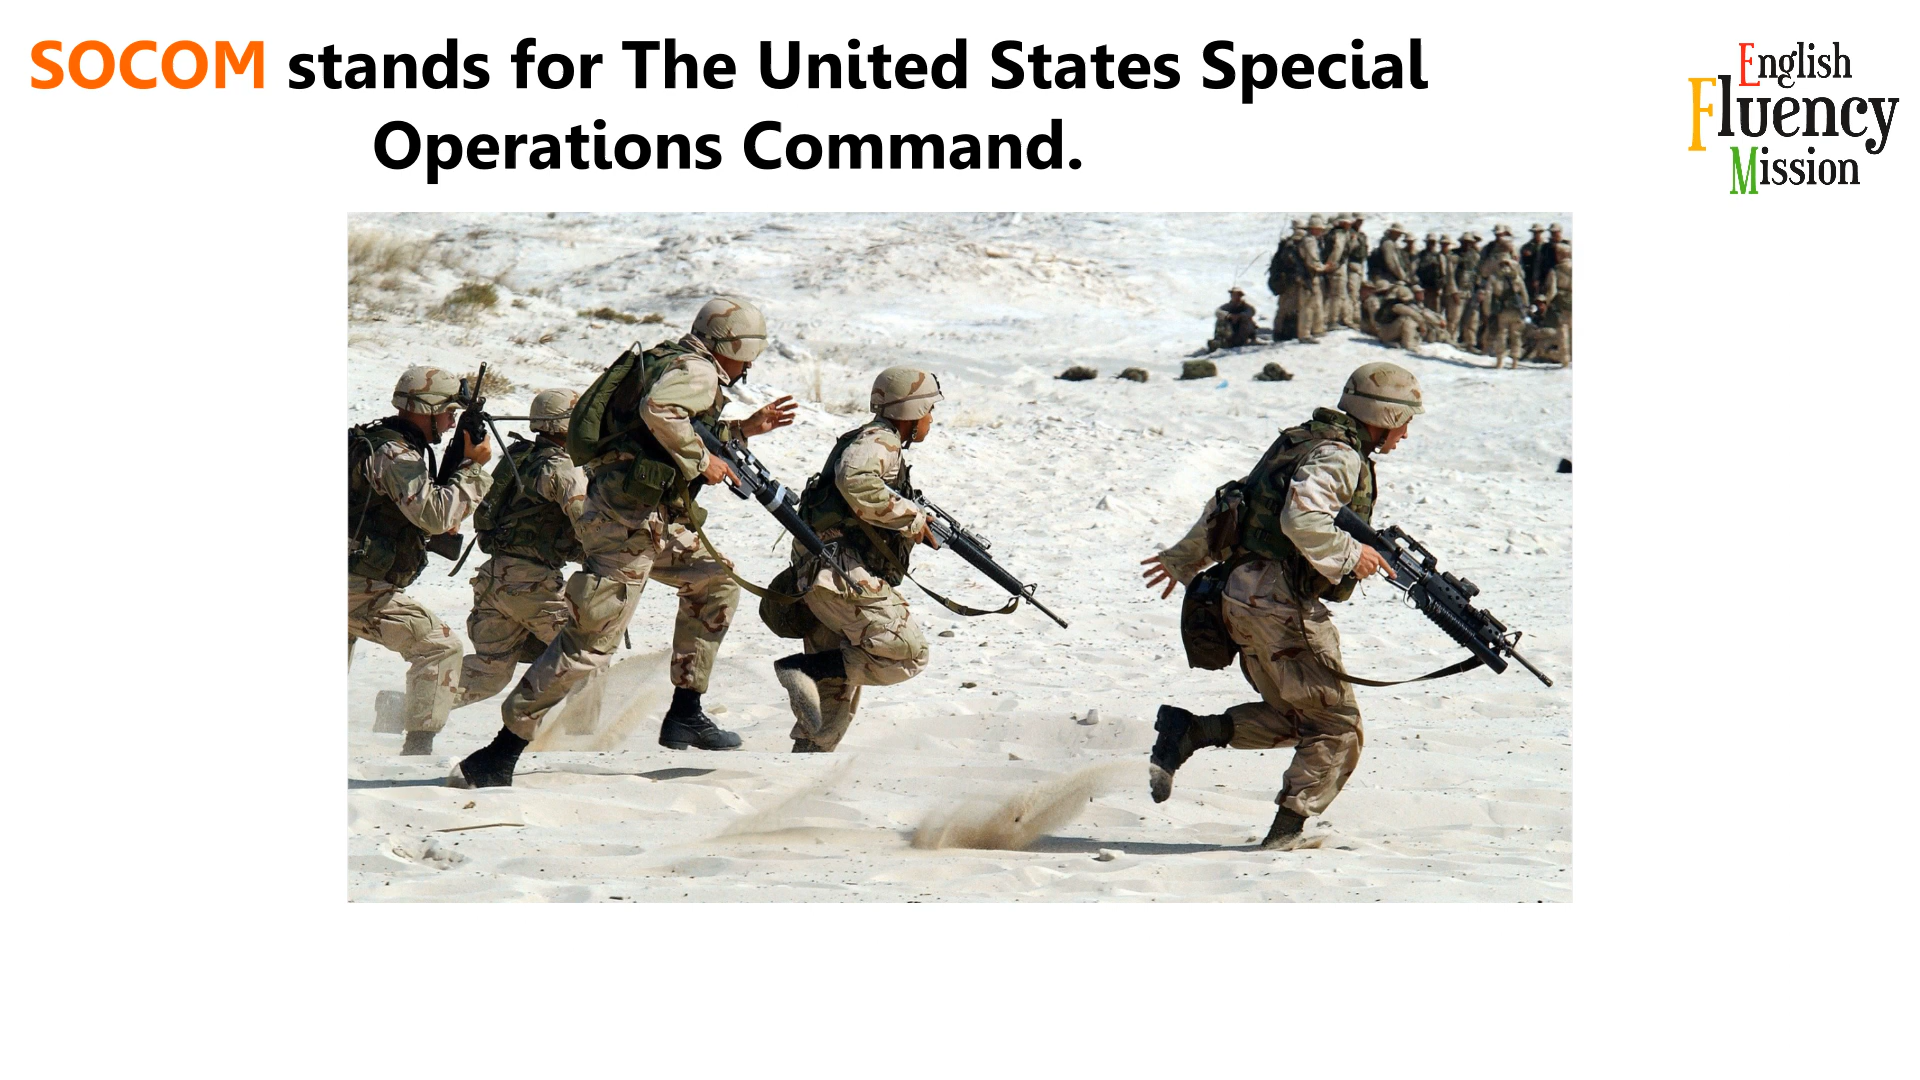 SOCOM stands for The United States Special
Operations Command.
English
Fluency
Mission